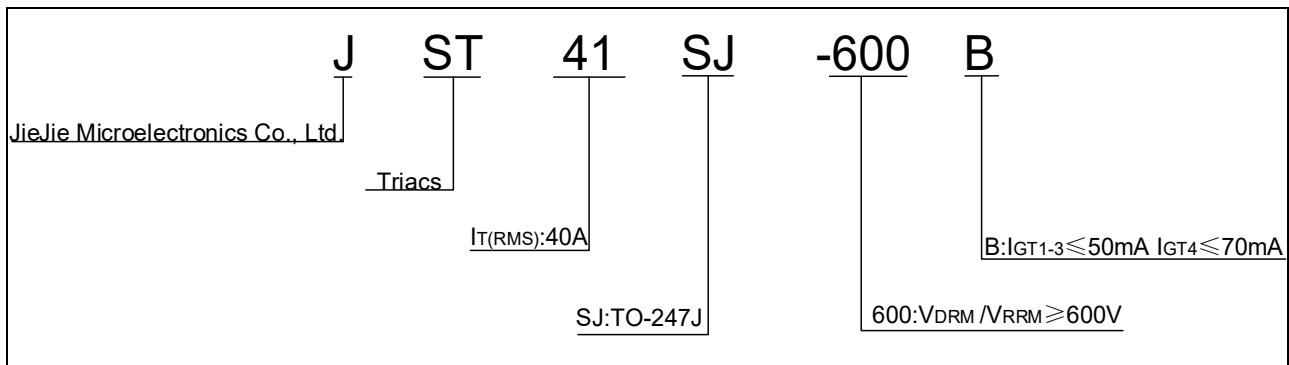 J ST 41 SJ -600 B
JieJie Microelectronics Co., Ltd.
Triacs
IT(RMS):40A
B:IGT1-3≤50mA IGT4≤70mA
SJ:TO-247J
600:VDRM /VRRM≥600V